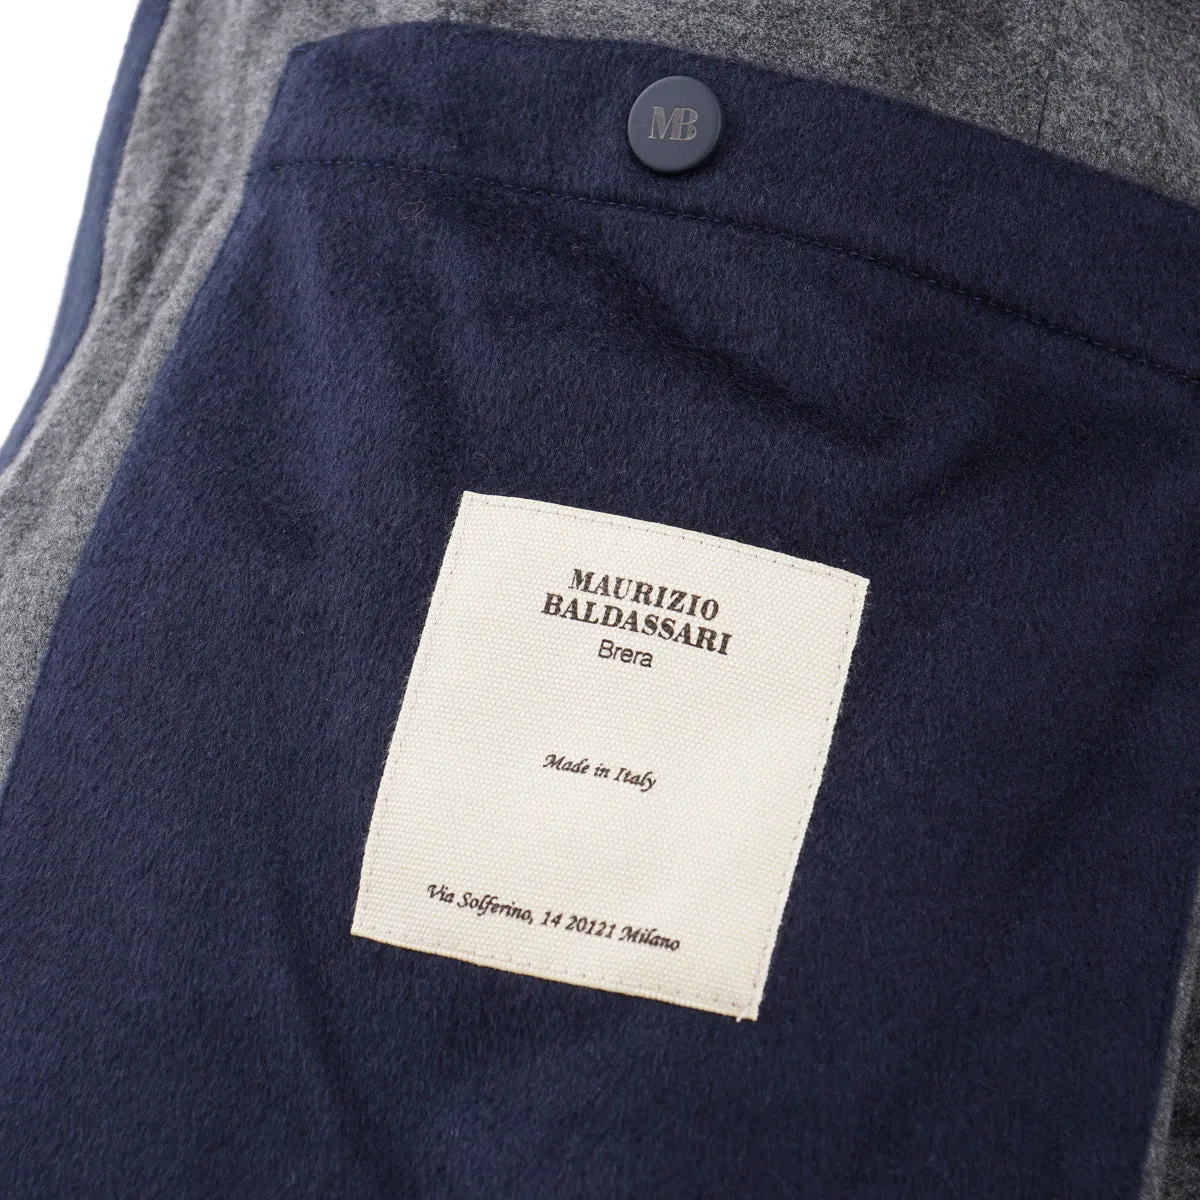 MB
MAURIZIO
BALDASSARI
Brera
Made in Italy
Via Solferino, 14 20121 Milano